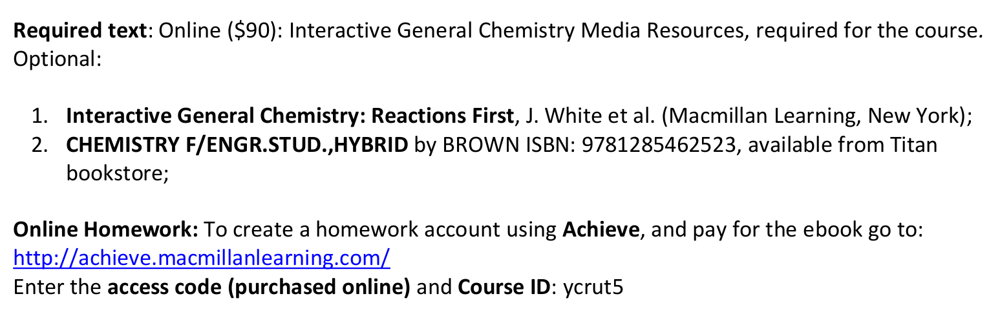 Required text: Online ($90): Interactive General Chemistry Media Resources, required for the course.
Optional:
1. Interactive General Chemistry: Reactions First, J. White et al. (Macmillan Learning, New York);
2. CHEMISTRY F/ENGR.STUD.,HYBRID by BROWN ISBN: 9781285462523, available from Titan
bookstore;
Online Homework: To create a homework account using Achieve, and pay for the ebook go to:
http://achieve.macmillanlearning.com/
Enter the access code (purchased online) and Course ID: ycrut5